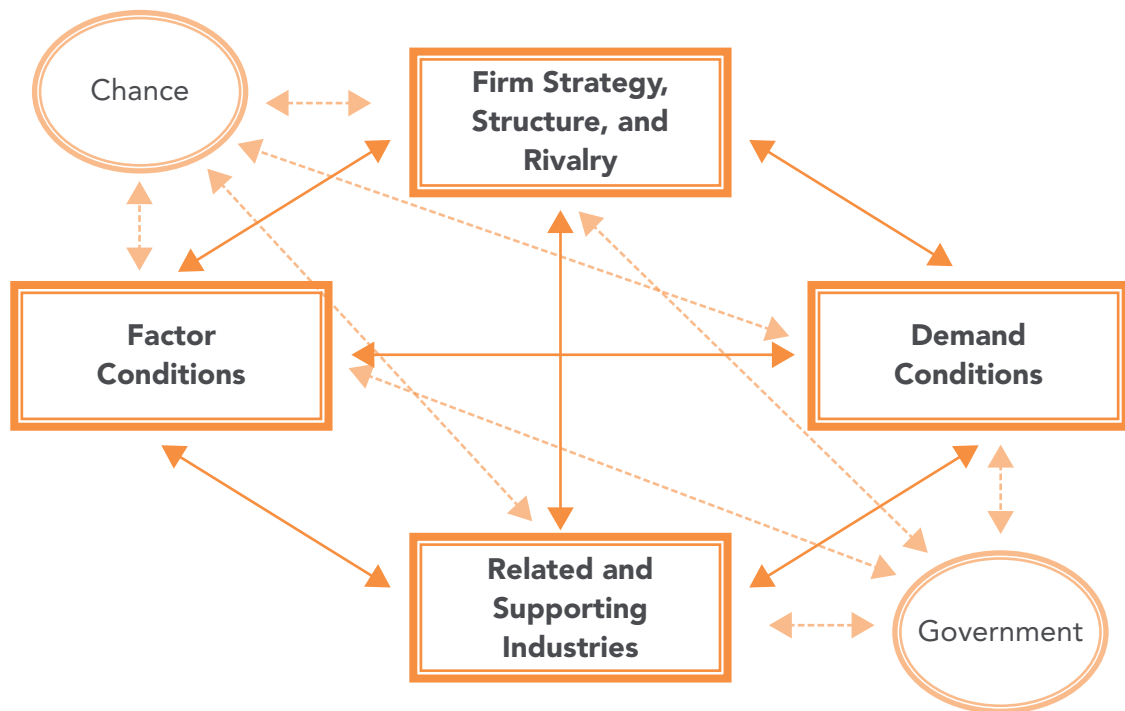 Chance
Firm Strategy,
Structure, and
Rivalry
Factor
Conditions
Demand
Conditions
Related and
Supporting
Industries
Government